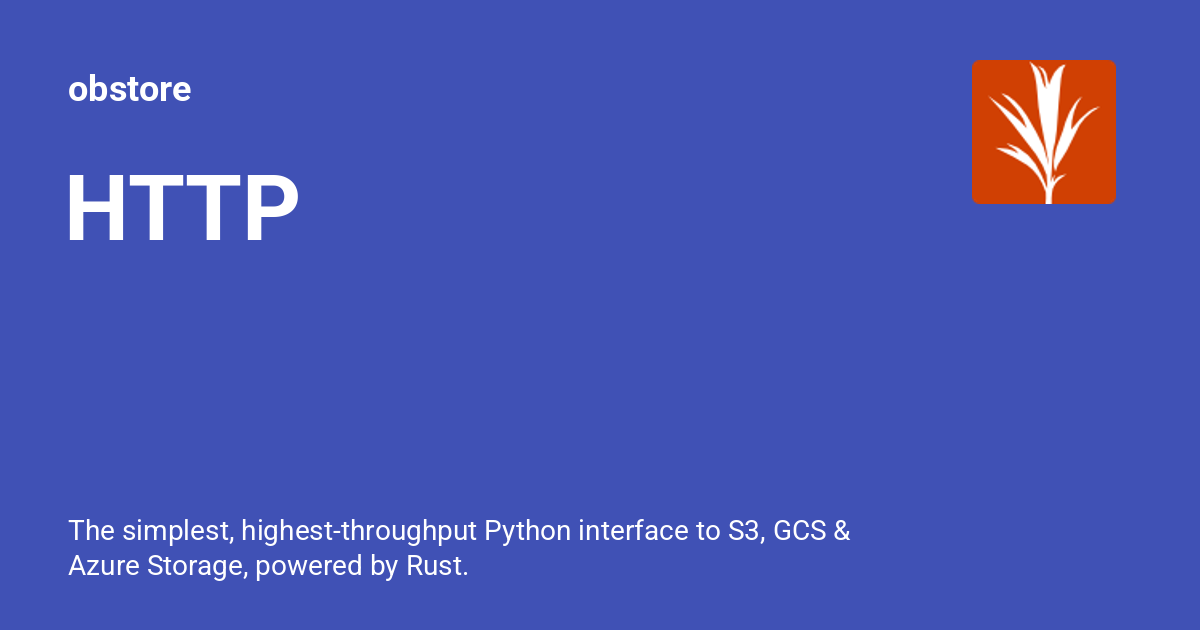 obstore
HTTP
The simplest, highest-throughput Python interface to S3, GCS &
Azure Storage, powered by Rust.